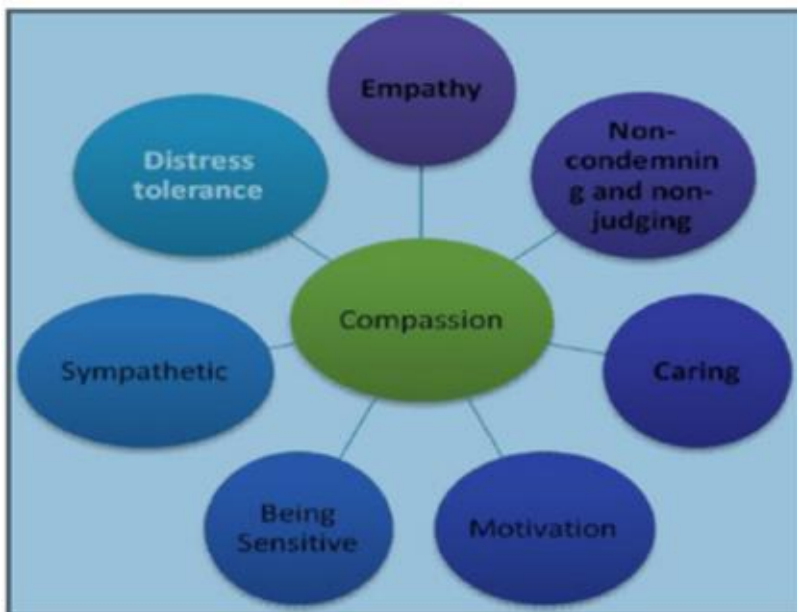 Empathy
Non-
condemnin
g and non-
judging
Distress
tolerance
Compassion
Caring
Sympathetic
Being
Sensitive
Motivation